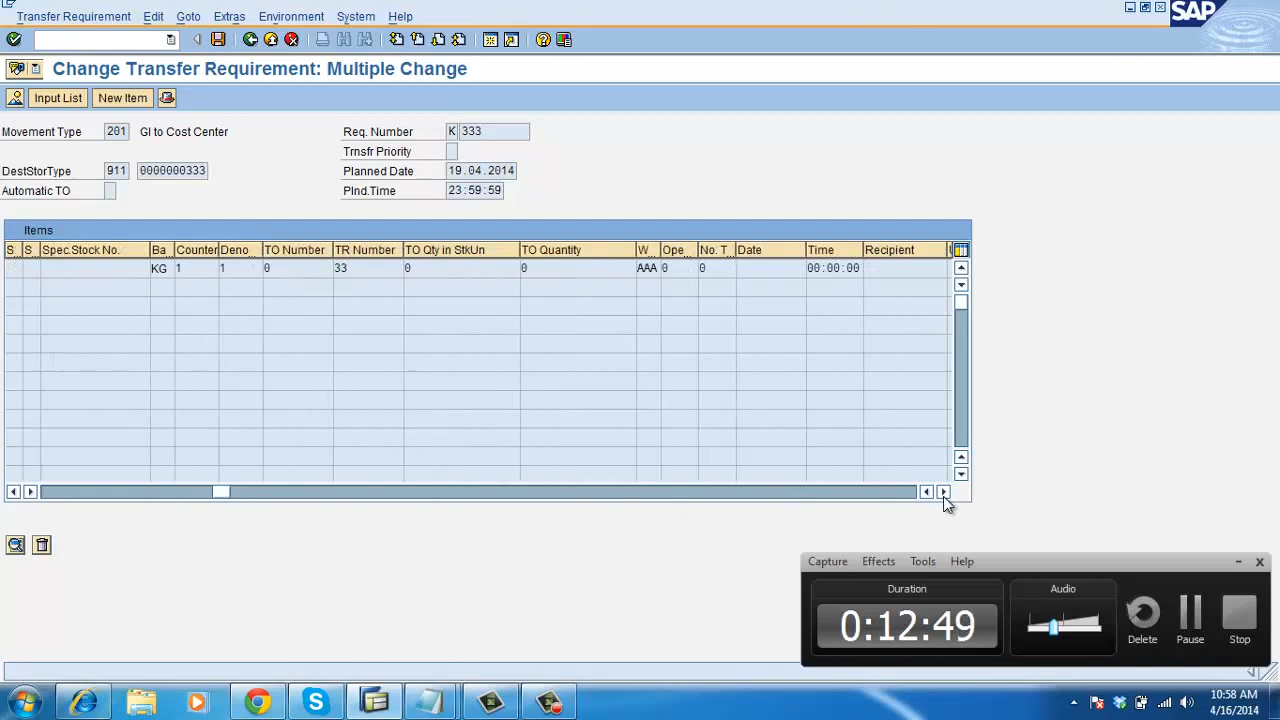 Transfer Requirement Edit Goto Extras Environment System Help
SAP
Change Transfer Requirement: Multiple Change
Input List New Item
Movement Type 201 GI to Cost Center Req. Number K 333
Trnsfr Priority
DestStorType 911 0000000333 Planned Date 19.04.2014
Automatic TO Plnd.Time 23:59:59
Items
S.. S.. Spec.Stock No. Ba.. Counter Deno.. TO Number TR Number TO Qty in StkUn TO Quantity W... Ope... No. T... Date Time Recipient
KG 1 1 0 33 0 0 AAA 0 0 00:00:00
Capture Effects Tools Help
Duration Audio
0:12:49
Delete Pause Stop
10:58 AM
4/16/2014